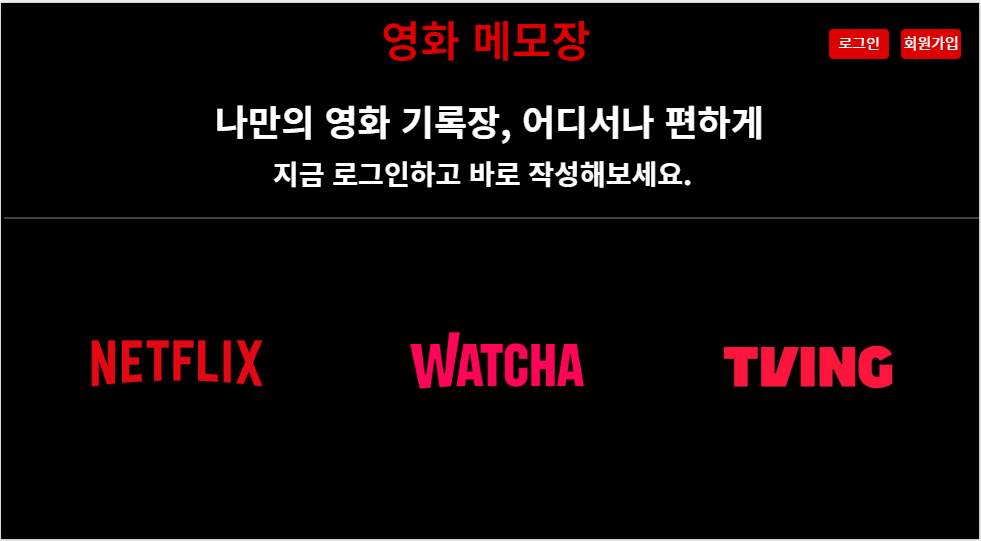 영화 메모장
로그인 회원가입
나만의 영화 기록장, 어디서나 편하게
지금 로그인하고 바로 작성해보세요.
NETFLIX WATCHA TVING